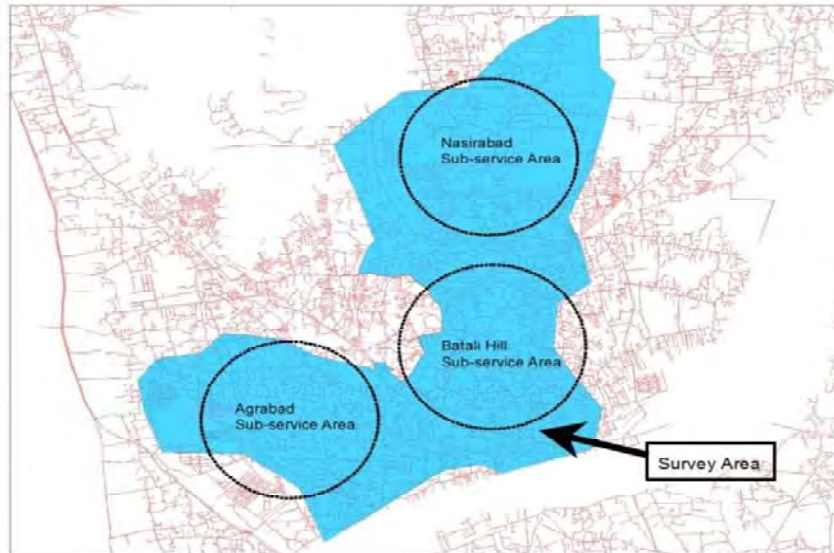 Nasirabad
Sub-service Area
Batali Hill
Sub-service Area
Agrabad
Sub-service Area
Survey Area